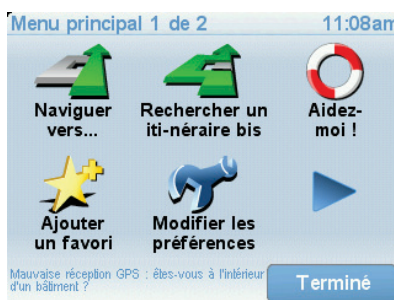 Menu principal 1 de 2 11:08am
Naviguer
vers...
Rechercher un
iti-néraire bis
Aidez-
moi !
Ajouter
un favori
Modifier les
préférences
Mauvaise réception GPS : êtes-vous à l'intérieur
d'un bâtiment ?
Terminé